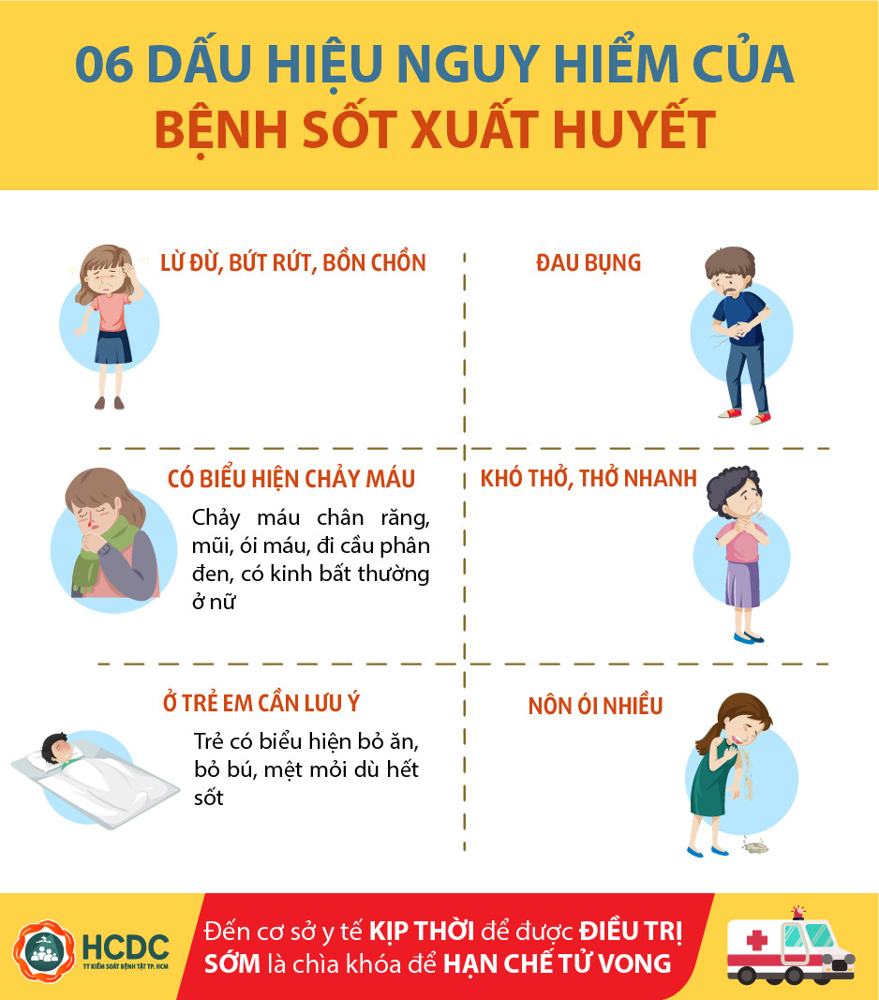 06 DẤU HIỆU NGUY HIỂM CỦA
BỆNH SỐT XUẤT HUYẾT
LỪ ĐỪ, BỨT RỨT, BỒN CHỒN
ĐAU BỤNG
CÓ BIỂU HIỆN CHẢY MÁU
Chảy máu chân răng,
mũi, ói máu, đi cầu phân
đen, có kinh bất thường
ở nữ
KHÓ THỞ, THỞ NHANH
Ở TRẺ EM CẦN LƯU Ý
Trẻ có biểu hiện bỏ ăn,
bỏ bú, mệt mỏi dù hết
sốt
NÔN ÓI NHIỀU
HCDC
TT KIỂM SOÁT BỆNH TẬT TP. HCM
Đến cơ sở y tế KỊP THỜI để được ĐIỀU TRỊ
SỚM là chìa khóa để HẠN CHẾ TỬ VONG